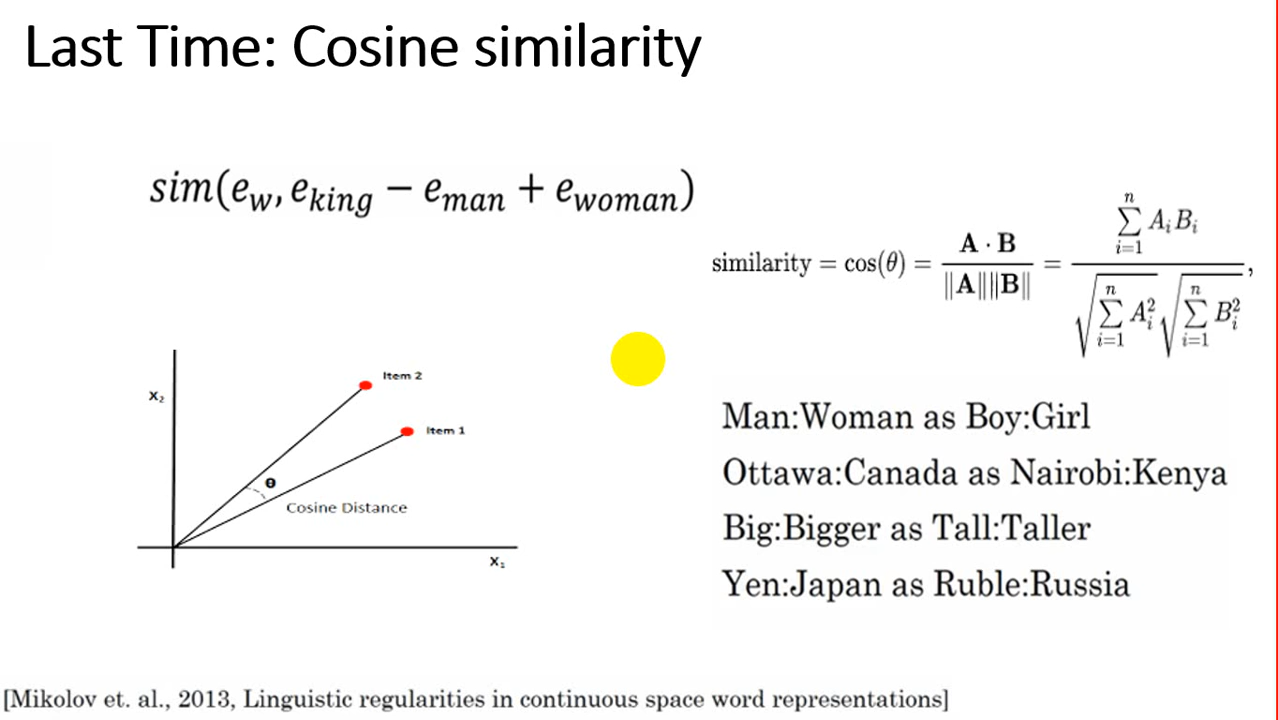 Last Time: Cosine similarity
sim(e_w, e_king − e_man + e_woman)
similarity = cos(θ) = A · B / ‖A‖‖B‖ = ∑_{i=1}^{n} A_i B_i / √(∑_{i=1}^{n} A_i^2) √(∑_{i=1}^{n} B_i^2),
X₂
Item 2
Item 1
θ
Cosine Distance
X₁
Man:Woman as Boy:Girl
Ottawa:Canada as Nairobi:Kenya
Big:Bigger as Tall:Taller
Yen:Japan as Ruble:Russia
[Mikolov et. al., 2013, Linguistic regularities in continuous space word representations]